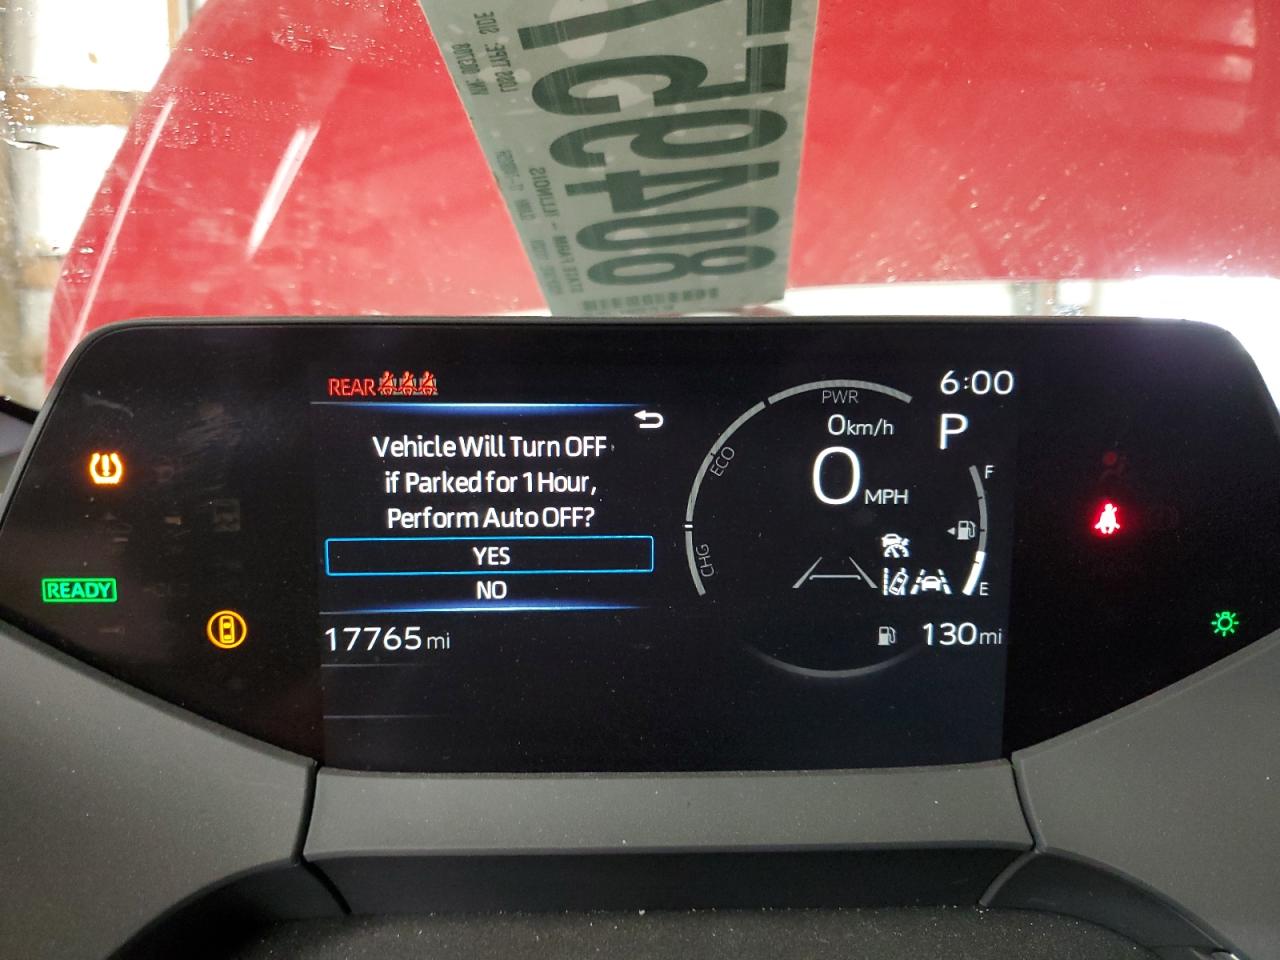 REAR
Vehicle Will Turn OFF
if Parked for 1 Hour,
Perform Auto OFF?
YES
NO
17765 mi
PWR
ECO
CHG
0 km/h
0 MPH
6:00
P
F
E
130 mi
READY